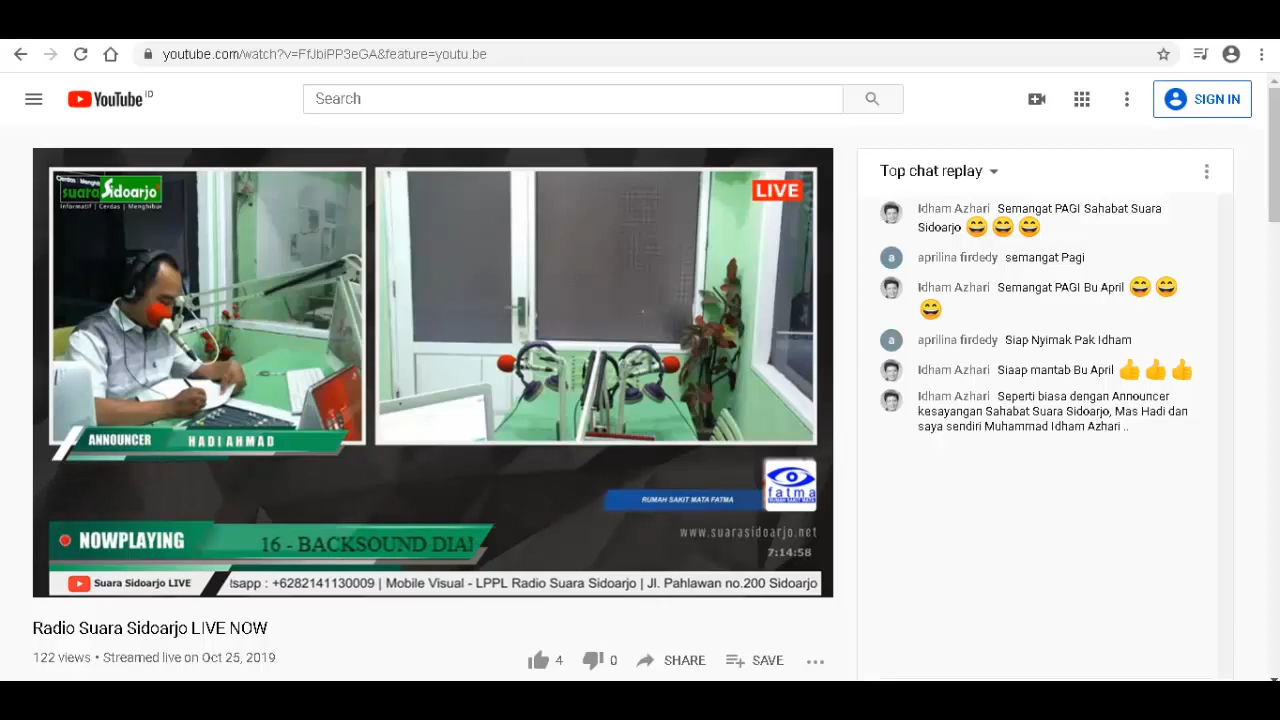 youtube.com/watch?v=FfJbiPP3eGA&feature=youtu.be
YouTube ID
Search
SIGN IN
suara Sidoarjo
Informatif | Cerdas | Menghibur
LIVE
ANNOUNCER HADI AHMAD
RUMAH SAKIT MATA FATMA
fatma
RUMAH SAKIT MATA
www.suarasidoarjo.net
7:14:58
NOWPLAYING 16 - BACKSOUND DIA
Suara Sidoarjo LIVE tsapp : +6282141130009 | Mobile Visual - LPPL Radio Suara Sidoarjo | Jl. Pahlawan no.200 Sidoarjo
Radio Suara Sidoarjo LIVE NOW
122 views • Streamed live on Oct 25, 2019
4 0 SHARE SAVE
Top chat replay
Idham Azhari Semangat PAGI Sahabat Suara
Sidoarjo 😄 😄 😄
a aprilina firdedy semangat Pagi
Idham Azhari Semangat PAGI Bu April 😄 😄
😄
a aprilina firdedy Siap Nyimak Pak Idham
Idham Azhari Siaap mantab Bu April 👍 👍 👍
Idham Azhari Seperti biasa dengan Announcer
kesayangan Sahabat Suara Sidoarjo, Mas Hadi dan
saya sendiri Muhammad Idham Azhari ..